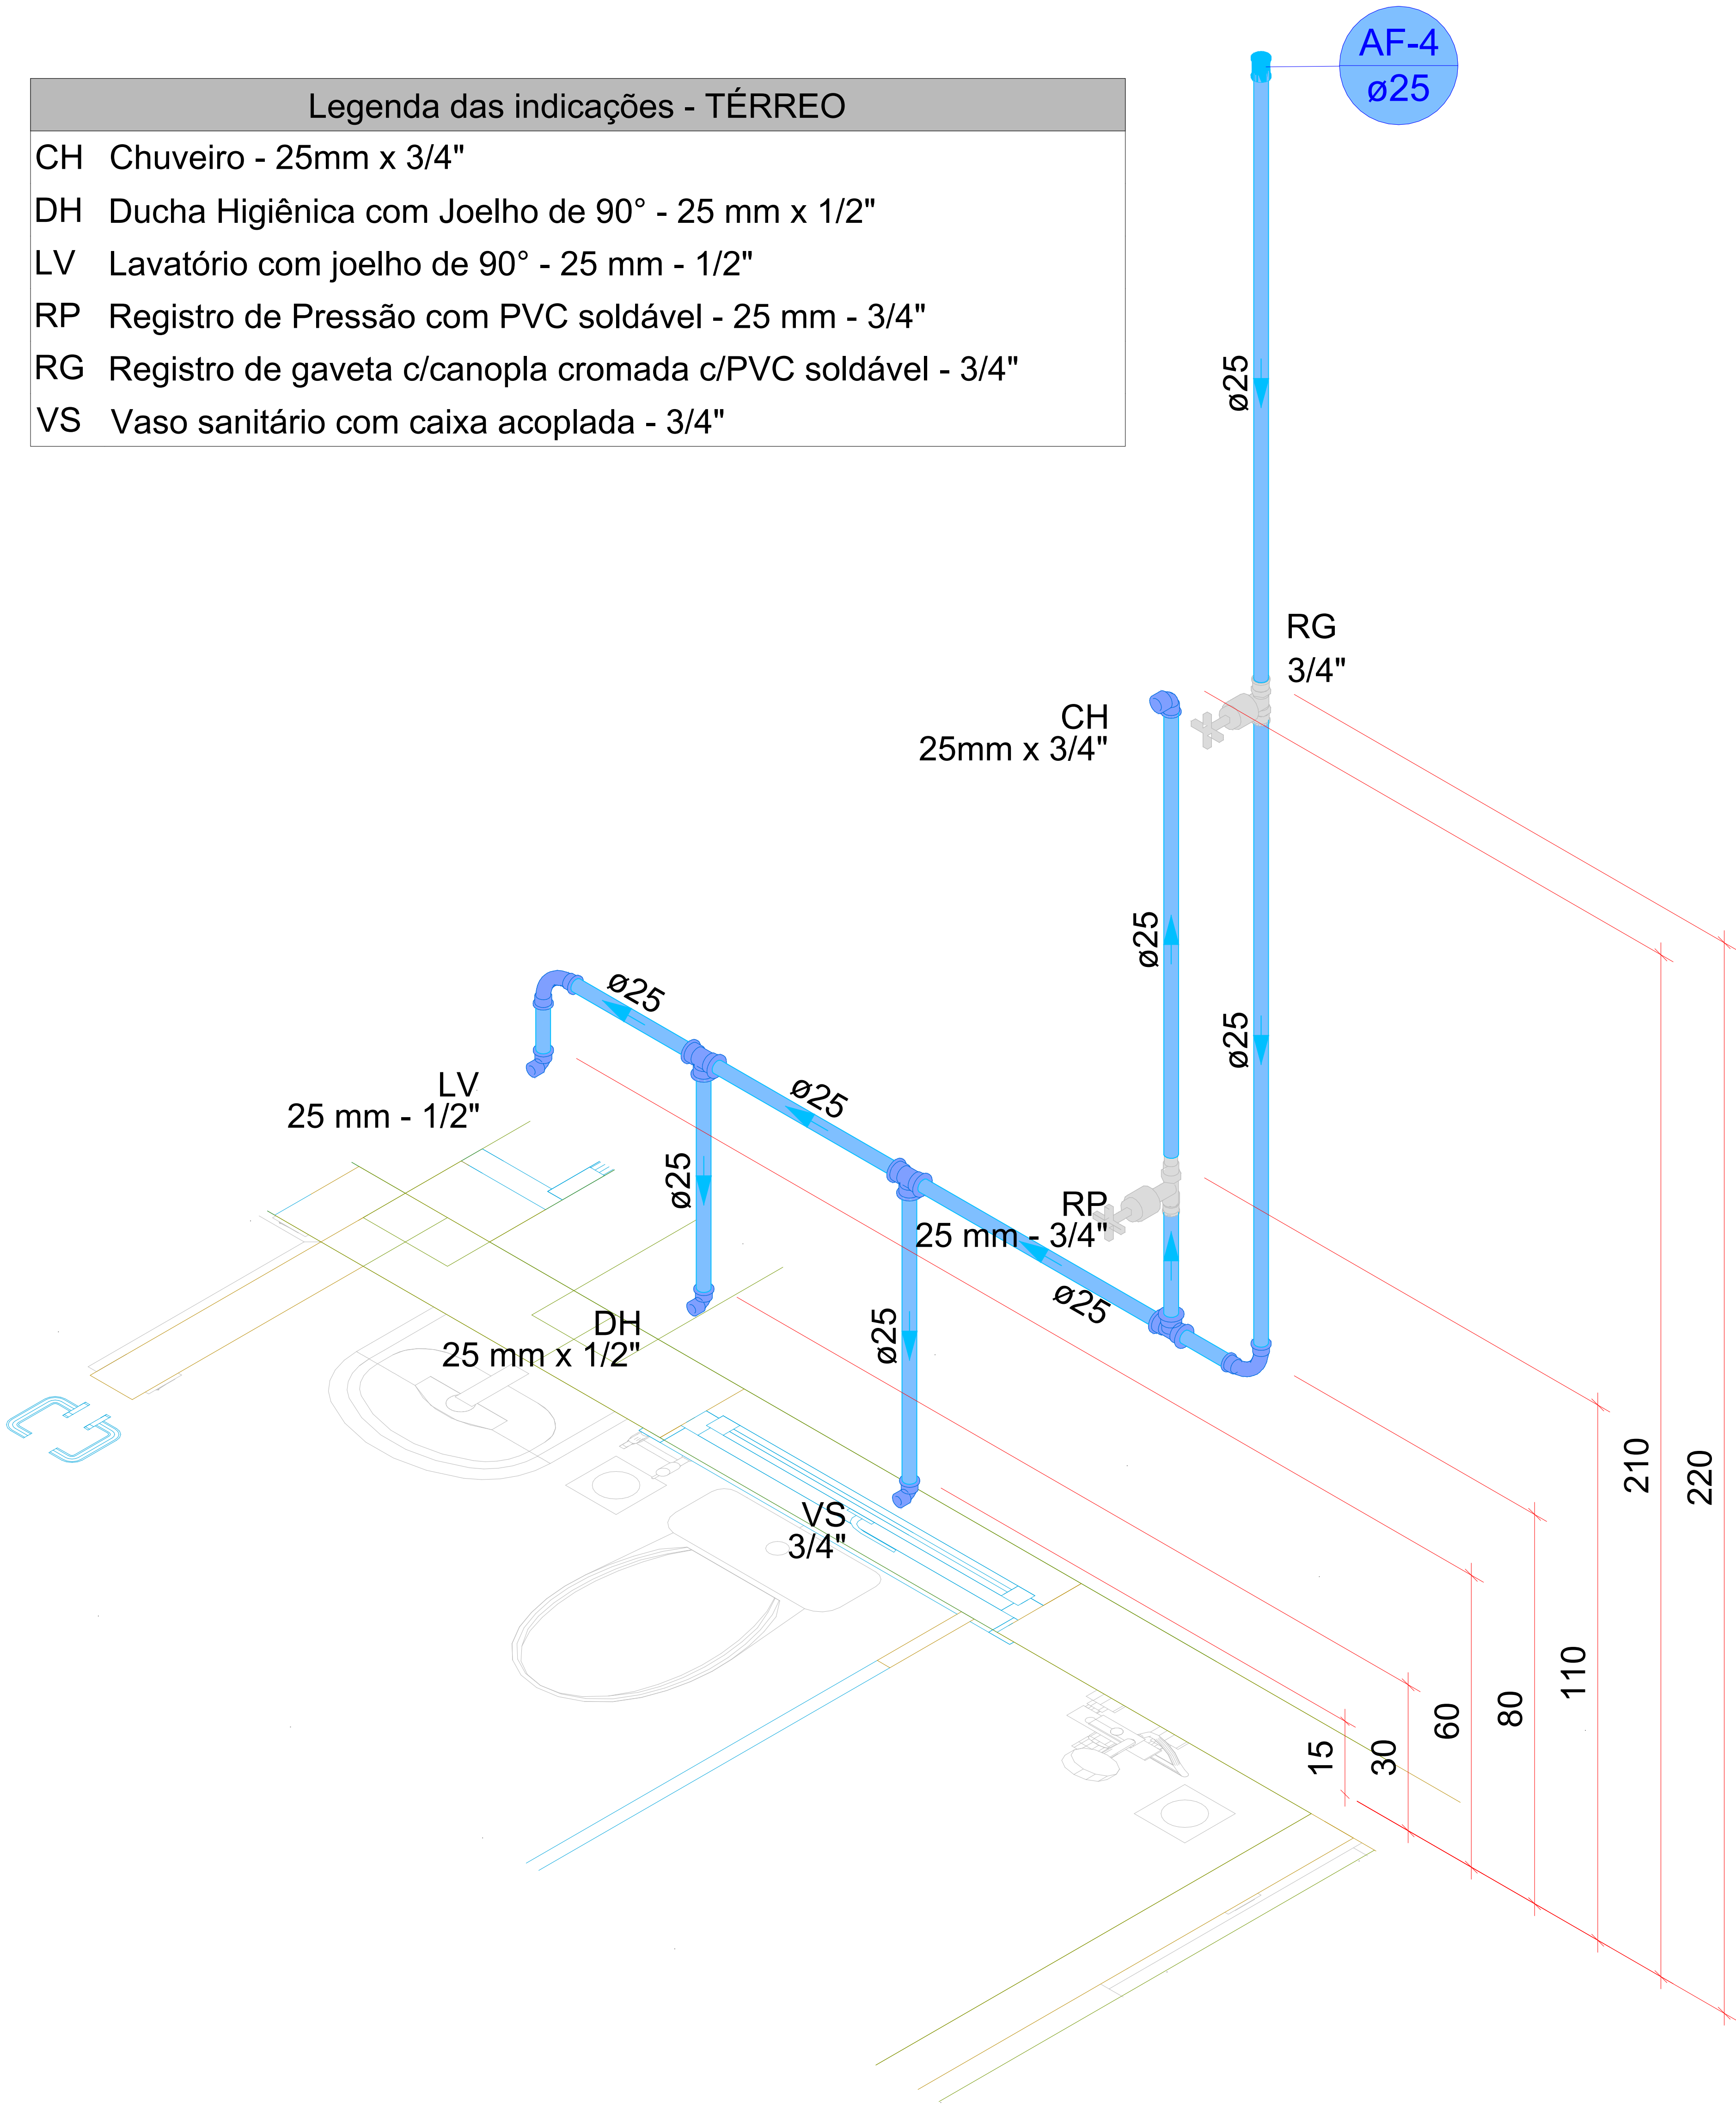 AF-4
ø25
Legenda das indicações - TÉRREO
CH Chuveiro - 25mm x 3/4"
DH Ducha Higiênica com Joelho de 90° - 25 mm x 1/2"
LV Lavatório com joelho de 90° - 25 mm - 1/2"
RP Registro de Pressão com PVC soldável - 25 mm - 3/4"
RG Registro de gaveta c/canopla cromada c/PVC soldável - 3/4"
VS Vaso sanitário com caixa acoplada - 3/4"
ø25
RG
3/4"
CH
25mm x 3/4"
ø25
ø25
ø25
ø25
LV
25 mm - 1/2"
ø25
RP
25 mm - 3/4"
ø25
ø25
DH
25 mm x 1/2"
VS
3/4"
210
220
110
80
60
30
15